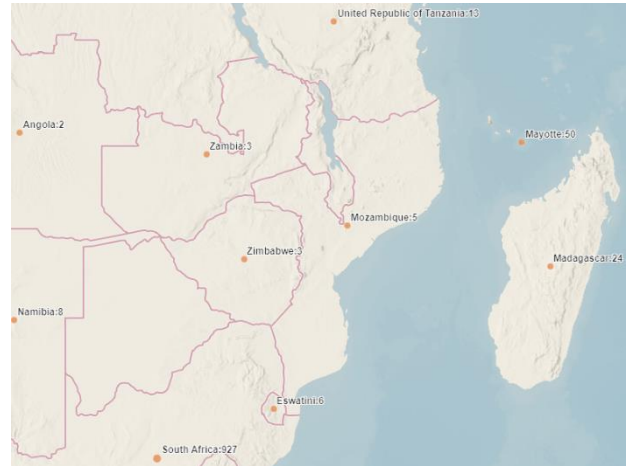 United Republic of Tanzania:13
Angola:2
Mayotte:50
Zambia:3
Mozambique:5
Zimbabwe:3
Madagascar:24
Namibia:8
Eswatini:6
South Africa:927